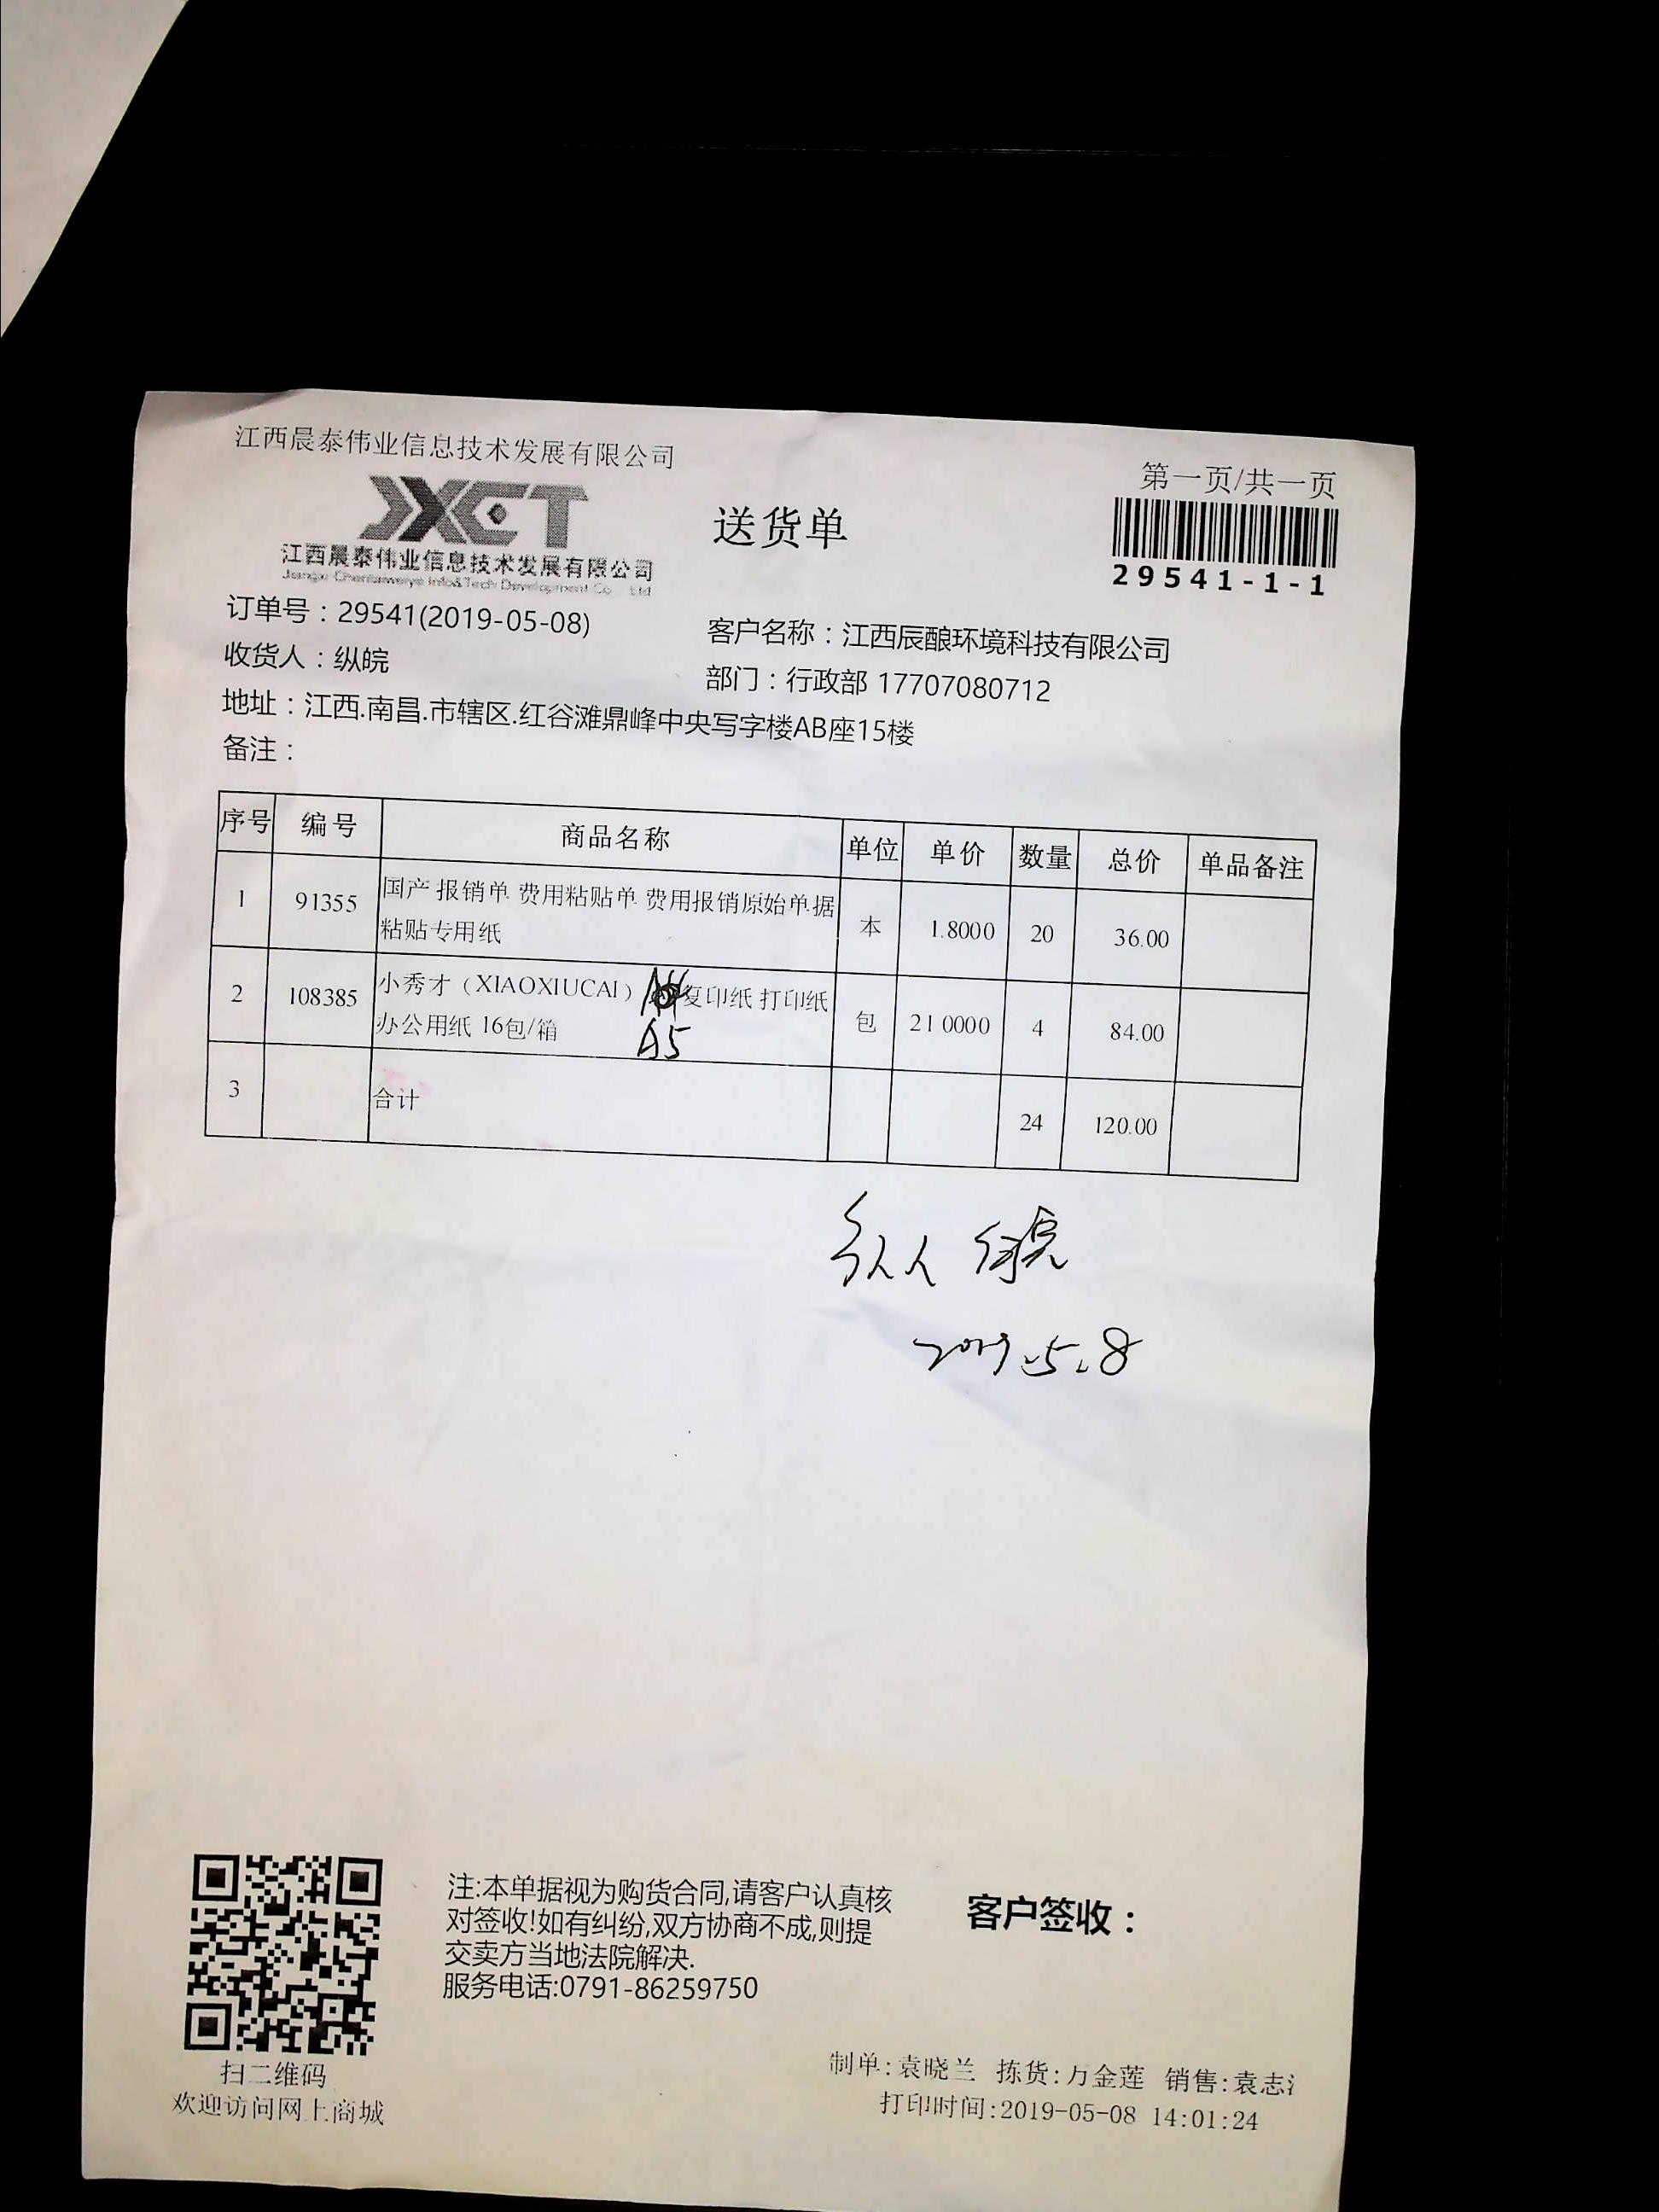 江西晨泰伟业信息技术发展有限公司
第一页/共一页
JXCT
送货单
江西晨泰伟业信息技术发展有限公司
Jiangxi Chentaiweiye Info&Tech Development Co., Ltd
29541-1-1
订单号：29541(2019-05-08)
客户名称：江西辰酿环境科技有限公司
收货人：纵皖
部门：行政部 17707080712
地址：江西.南昌.市辖区.红谷滩鼎峰中央写字楼AB座15楼
备注：
序号 编号 商品名称 单位 单价 数量 总价 单品备注
1 91355 国产 报销单 费用粘贴单 费用报销原始单据 本 1.8000 20 36.00
粘贴专用纸
2 108385 小秀才（XIAOXIUCAI） 复印纸 打印纸 包 21.0000 4 84.00
办公用纸 16包/箱 A5
3 合计 24 120.00
纵皖
2019.5.8
注:本单据视为购货合同,请客户认真核
对签收!如有纠纷,双方协商不成,则提
交卖方当地法院解决.
服务电话:0791-86259750
客户签收：
扫二维码
欢迎访问网上商城
制单:袁晓兰 拣货:万金莲 销售:袁志
打印时间:2019-05-08 14:01:24